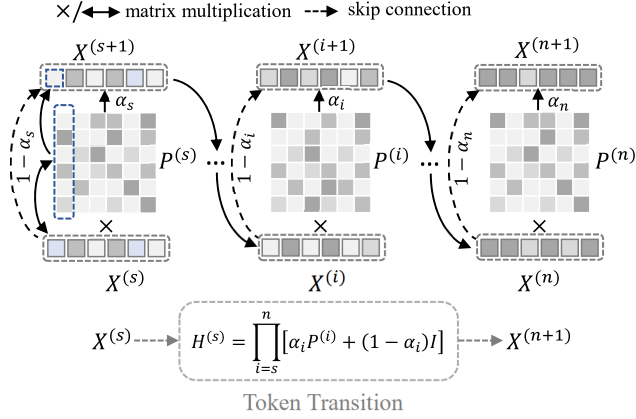 ×/⟷ matrix multiplication ⇢ skip connection
X^(s+1) X^(i+1) X^(n+1)
α_s α_i α_n
1 − α_s 1 − α_i 1 − α_n
P^(s) ... P^(i) ... P^(n)
× × ×
X^(s) X^(i) X^(n)
X^(s) H^(s) = ∏_{i=s}^{n} [α_i P^(i) + (1 − α_i)I] X^(n+1)
Token Transition